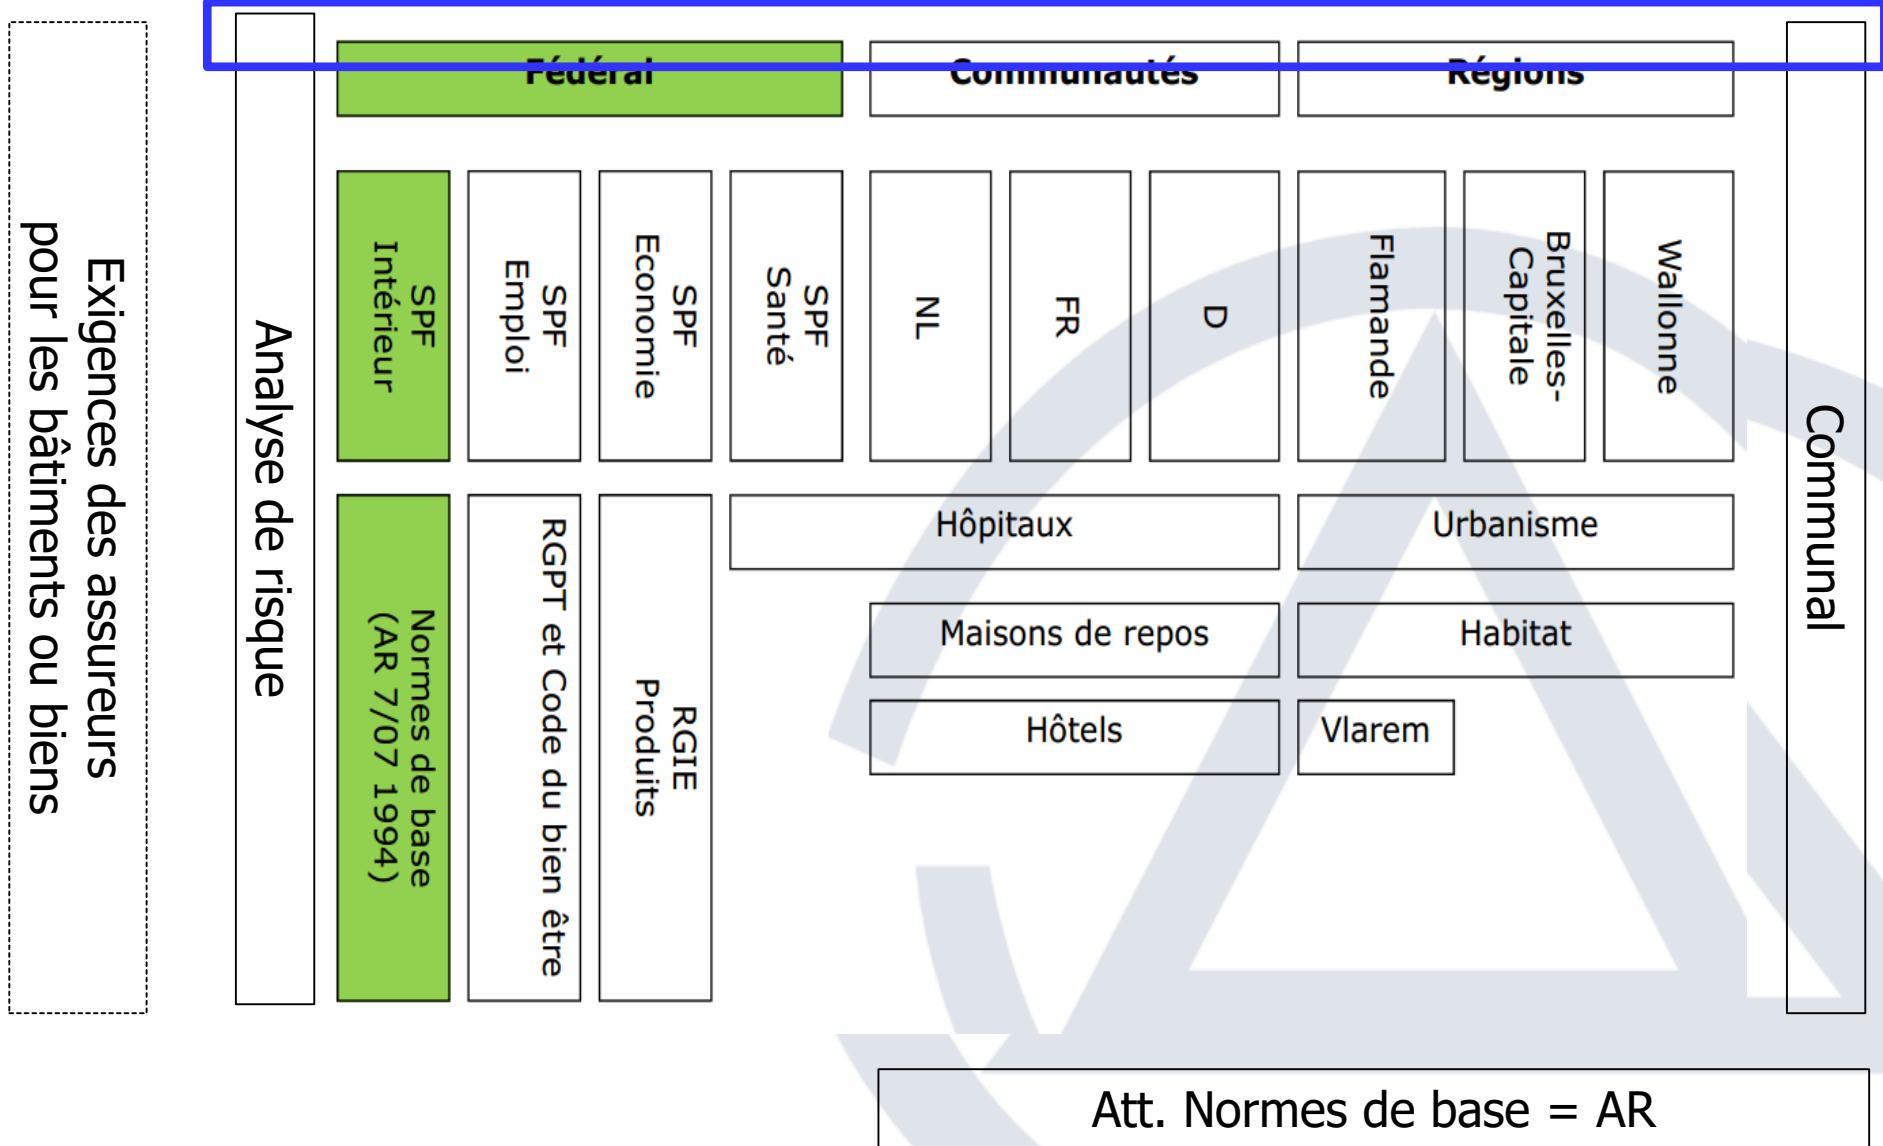 Exigences des assureurs
pour les bâtiments ou biens
Analyse de risque
Fédéral
Communautés
Régions
SPF
Intérieur
SPF
Emploi
SPF
Economie
SPF
Santé
NL
FR
D
Flamande
Bruxelles-
Capitale
Wallonne
Communal
Normes de base
(AR 7/07 1994)
RGPT et Code du bien être
RGIE
Produits
Hôpitaux
Urbanisme
Maisons de repos
Habitat
Hôtels
Vlarem
Att. Normes de base = AR